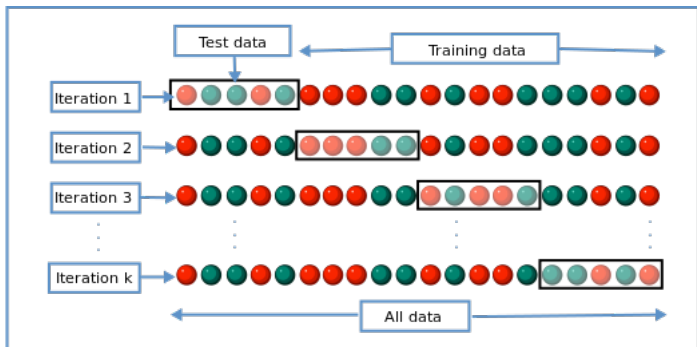 Test data
Training data
Iteration 1
Iteration 2
Iteration 3
Iteration k
All data